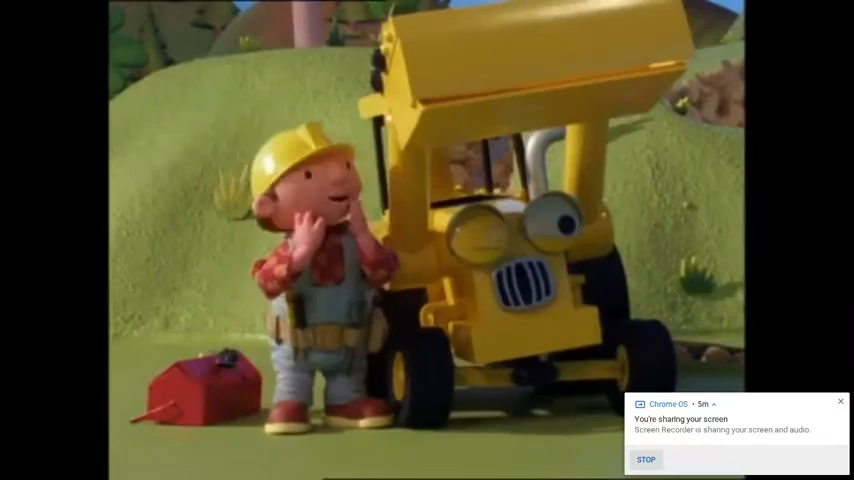 Chrome OS • 5m
You're sharing your screen
Screen Recorder is sharing your screen and audio.
STOP